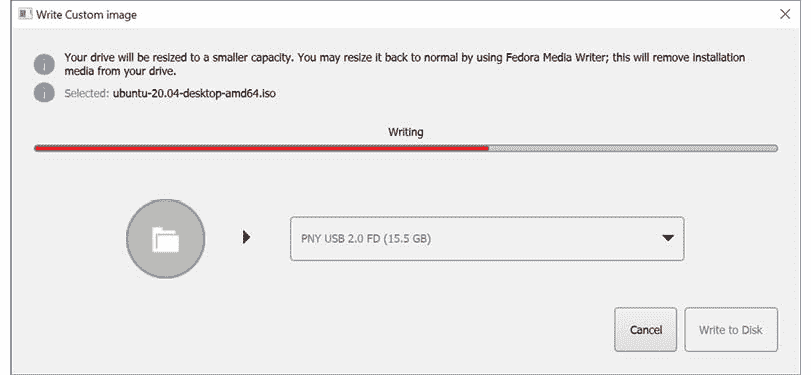 Write Custom image
Your drive will be resized to a smaller capacity. You may resize it back to normal by using Fedora Media Writer; this will remove installation
media from your drive.
Selected: ubuntu-20.04-desktop-amd64.iso
Writing
PNY USB 2.0 FD (15.5 GB)
Cancel
Write to Disk